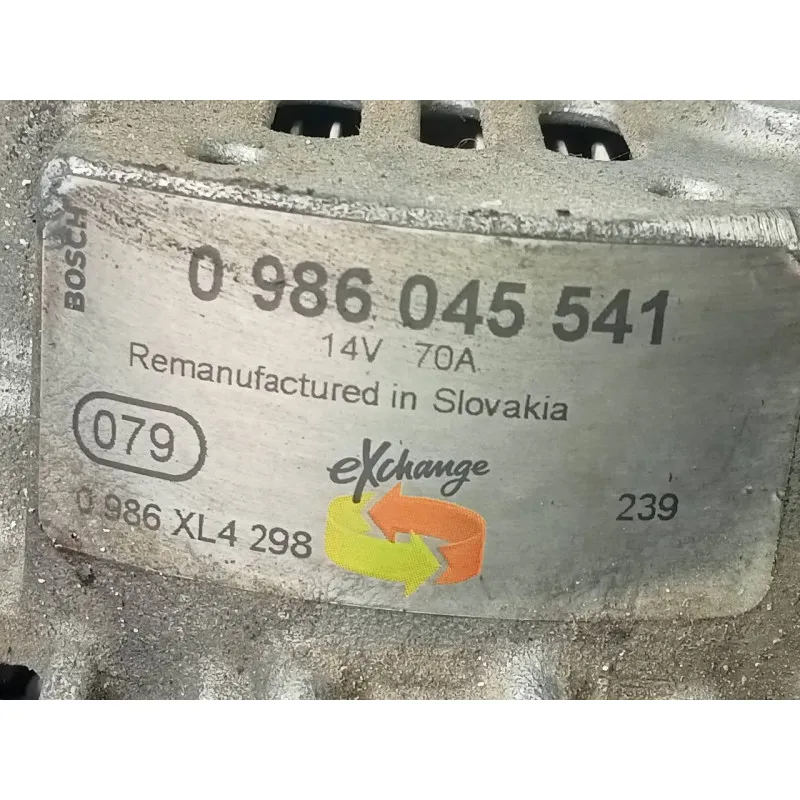 BOSCH
0 986 045 541
14V 70A
Remanufactured in Slovakia
079
eXchange
0 986 XL4 298
239